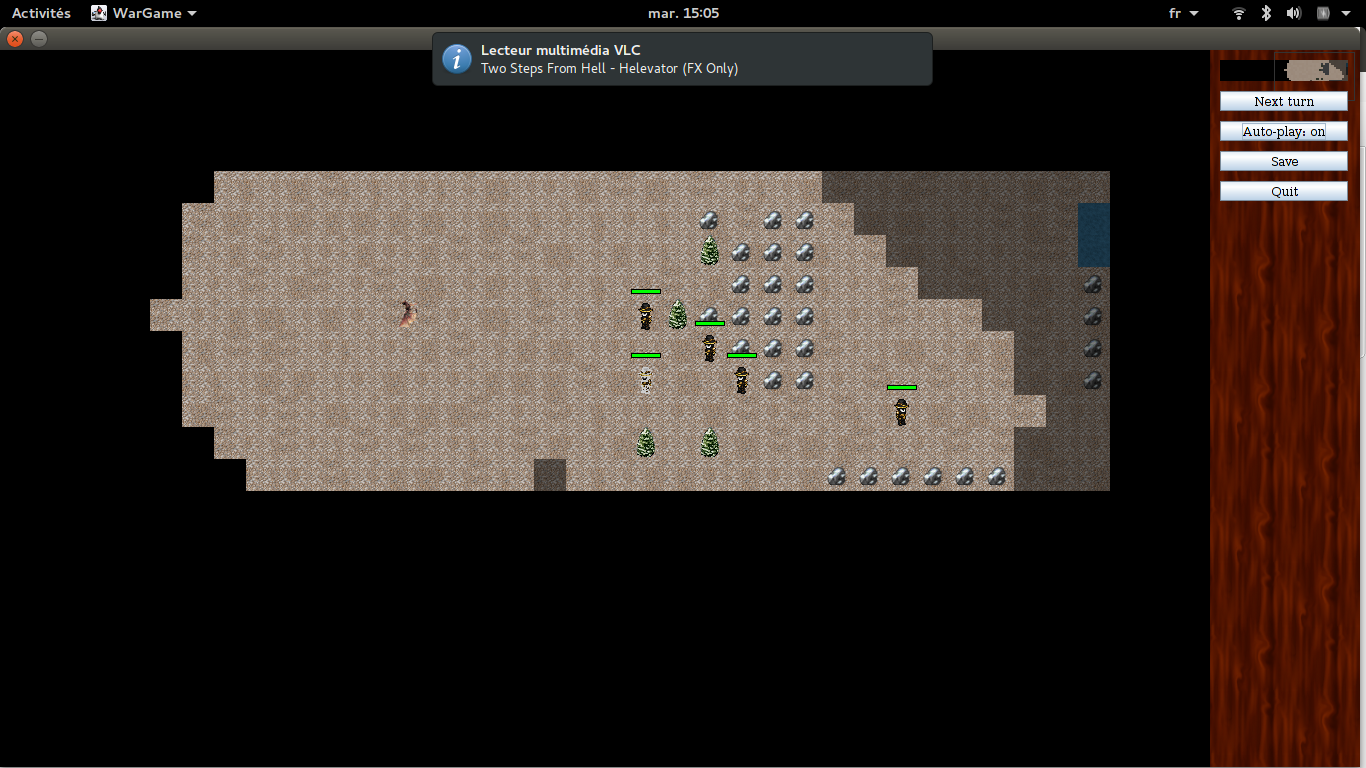 Activités WarGame mar. 15:05 fr
Lecteur multimédia VLC
Two Steps From Hell - Helevator (FX Only)
Next turn
Auto-play: on
Save
Quit